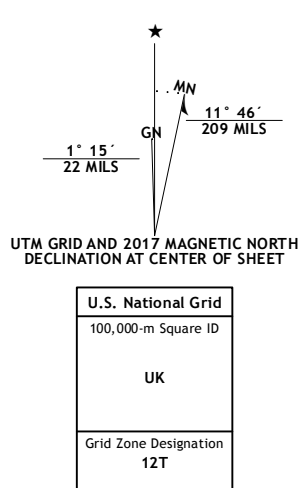 ★
MN
11° 46´
209 MILS
GN
1° 15´
22 MILS
UTM GRID AND 2017 MAGNETIC NORTH
DECLINATION AT CENTER OF SHEET
U.S. National Grid
100,000-m Square ID
UK
Grid Zone Designation
12T